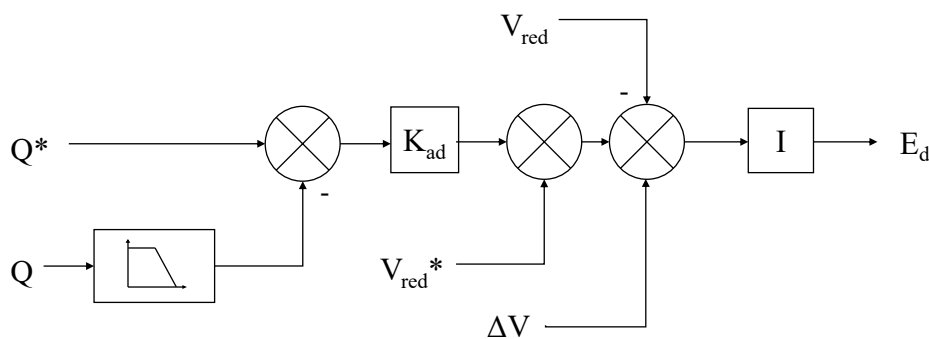 V_red
-
Q*
K_ad
I
E_d
-
Q
V_red*
ΔV